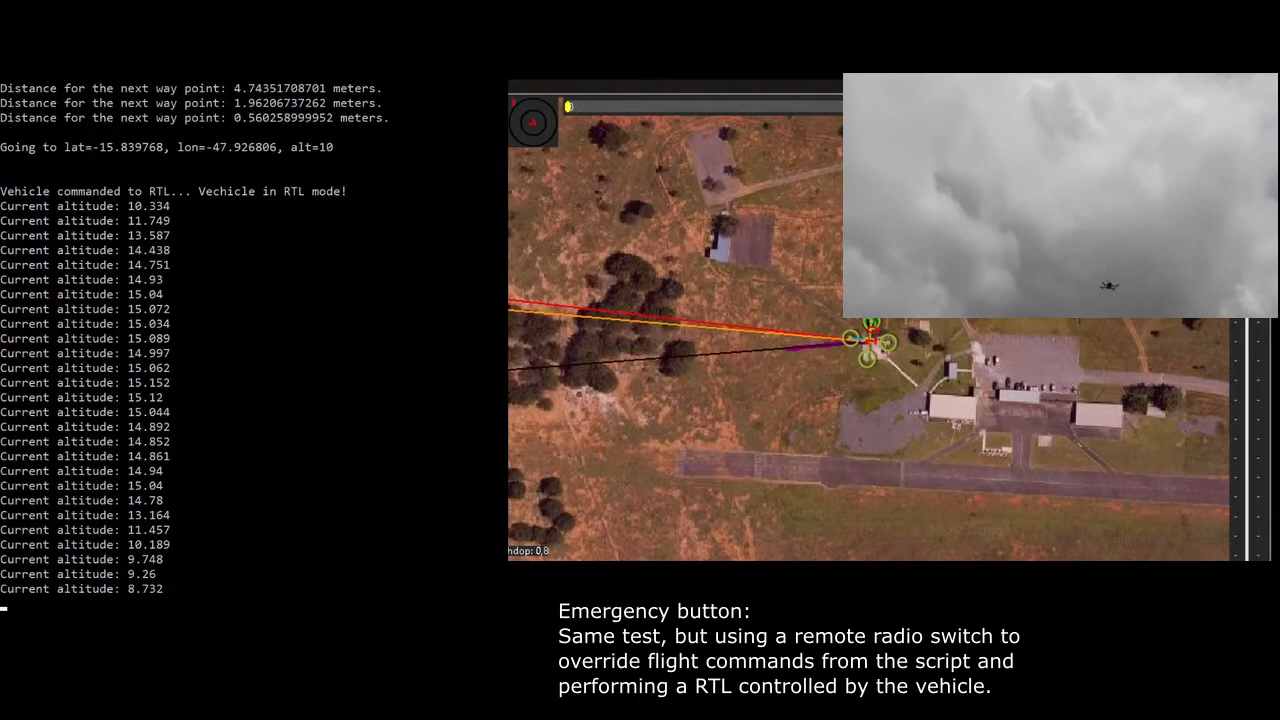 Distance for the next way point: 4.74351708701 meters.
Distance for the next way point: 1.96206737262 meters.
Distance for the next way point: 0.560258999952 meters.
Going to lat=-15.839768, lon=-47.926806, alt=10
Vehicle commanded to RTL... Vechicle in RTL mode!
Current altitude: 10.334
Current altitude: 11.749
Current altitude: 13.587
Current altitude: 14.438
Current altitude: 14.751
Current altitude: 14.93
Current altitude: 15.04
Current altitude: 15.072
Current altitude: 15.034
Current altitude: 15.089
Current altitude: 14.997
Current altitude: 15.062
Current altitude: 15.152
Current altitude: 15.12
Current altitude: 15.044
Current altitude: 14.892
Current altitude: 14.852
Current altitude: 14.861
Current altitude: 14.94
Current altitude: 15.04
Current altitude: 14.78
Current altitude: 13.164
Current altitude: 11.457
Current altitude: 10.189
Current altitude: 9.748
Current altitude: 9.26
Current altitude: 8.732
hdop: 0,8
Emergency button:
Same test, but using a remote radio switch to
override flight commands from the script and
performing a RTL controlled by the vehicle.